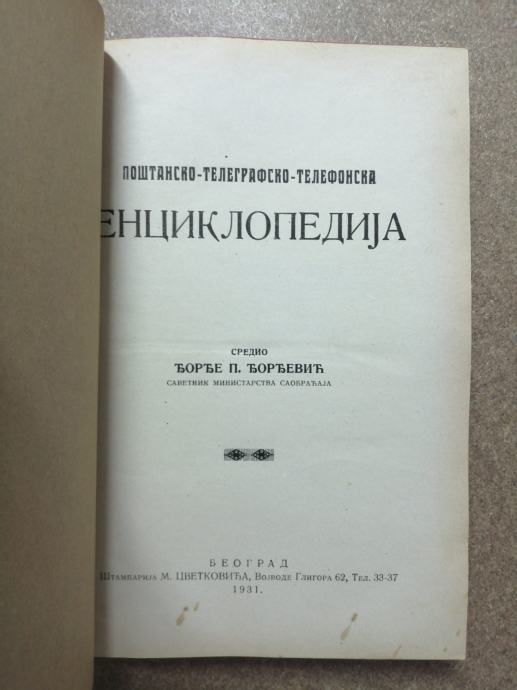 ПОШТАНСКО-ТЕЛЕГРАФСКО-ТЕЛЕФОНСКА
ЕНЦИКЛОПЕДИЈА
СРЕДИО
ЂОРЂЕ П. ЂОРЂЕВИЋ
САВЕТНИК МИНИСТАРСТВА САОБРАЋАЈА
БЕОГРАД
ШТАМПАРИЈА М. ЦВЕТКОВИЋА, ВОЈВОДЕ ГЛИГОРА 62, ТЕЛ. 33-37
1931.